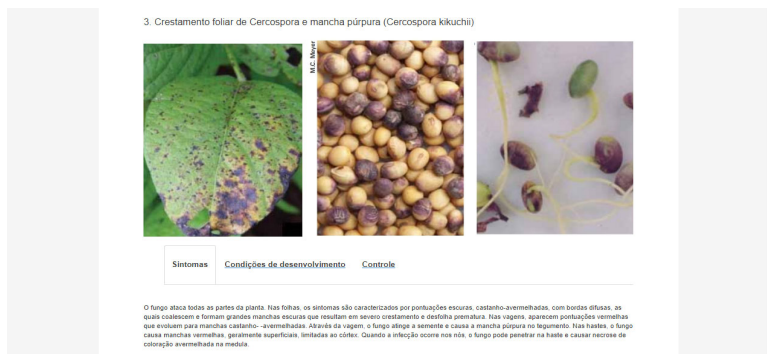 3. Crestamento foliar de Cercospora e mancha púrpura (Cercospora kikuchii)
M.C. Meyer
Sintomas Condições de desenvolvimento Controle
O fungo ataca todas as partes da planta. Nas folhas, os sintomas são caracterizados por pontuações escuras, castanho-avermelhadas, com bordas difusas, as
quais coalescem e formam grandes manchas escuras que resultam em severo crestamento e desfolha prematura. Nas vagens, aparecem pontuações vermelhas
que evoluem para manchas castanho- -avermelhadas. Através da vagem, o fungo atinge a semente e causa a mancha púrpura no tegumento. Nas hastes, o fungo
causa manchas vermelhas, geralmente superficiais, limitadas ao córtex. Quando a infecção ocorre nos nós, o fungo pode penetrar na haste e causar necrose de
coloração avermelhada na medula.